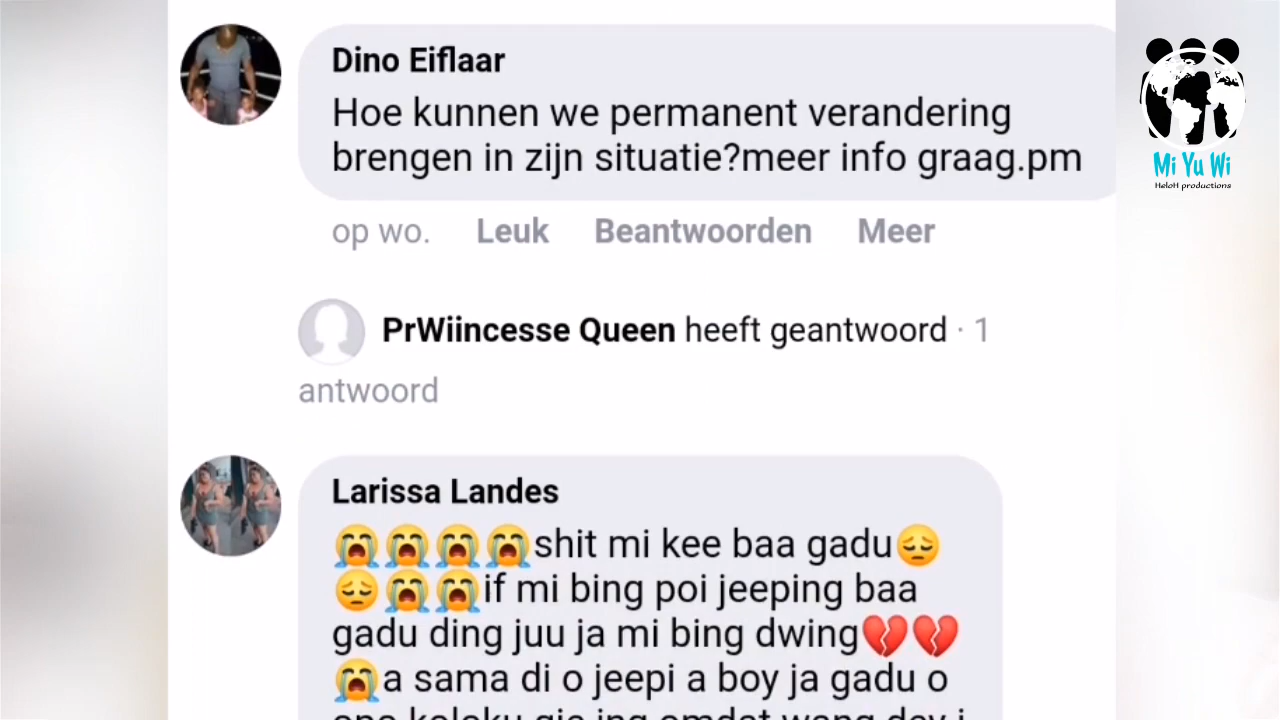 Dino Eiflaar
Hoe kunnen we permanent verandering
brengen in zijn situatie?meer info graag.pm
op wo. Leuk Beantwoorden Meer
PrWiincesse Queen heeft geantwoord · 1
antwoord
Larissa Landes
😭😭😭😭shit mi kee baa gadu😔
😔😭😭if mi bing poi jeeping baa
gadu ding juu ja mi bing dwing💔💔
😭a sama di o jeepi a boy ja gadu o
Mi Yu Wi
HeloH productions